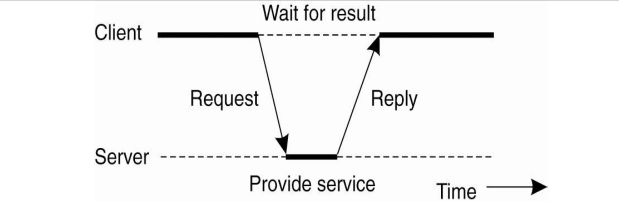 Wait for result
Client
Request
Reply
Server
Provide service
Time